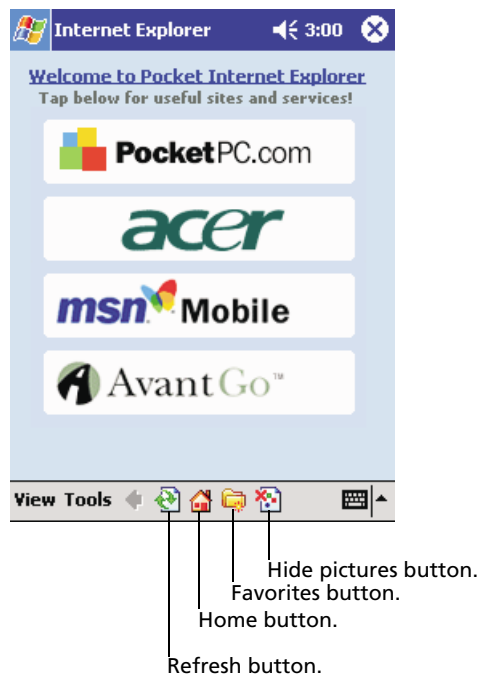 Internet Explorer 3:00
Welcome to Pocket Internet Explorer
Tap below for useful sites and services!
PocketPC.com
acer
msn Mobile
AvantGo™
View Tools
Hide pictures button.
Favorites button.
Home button.
Refresh button.